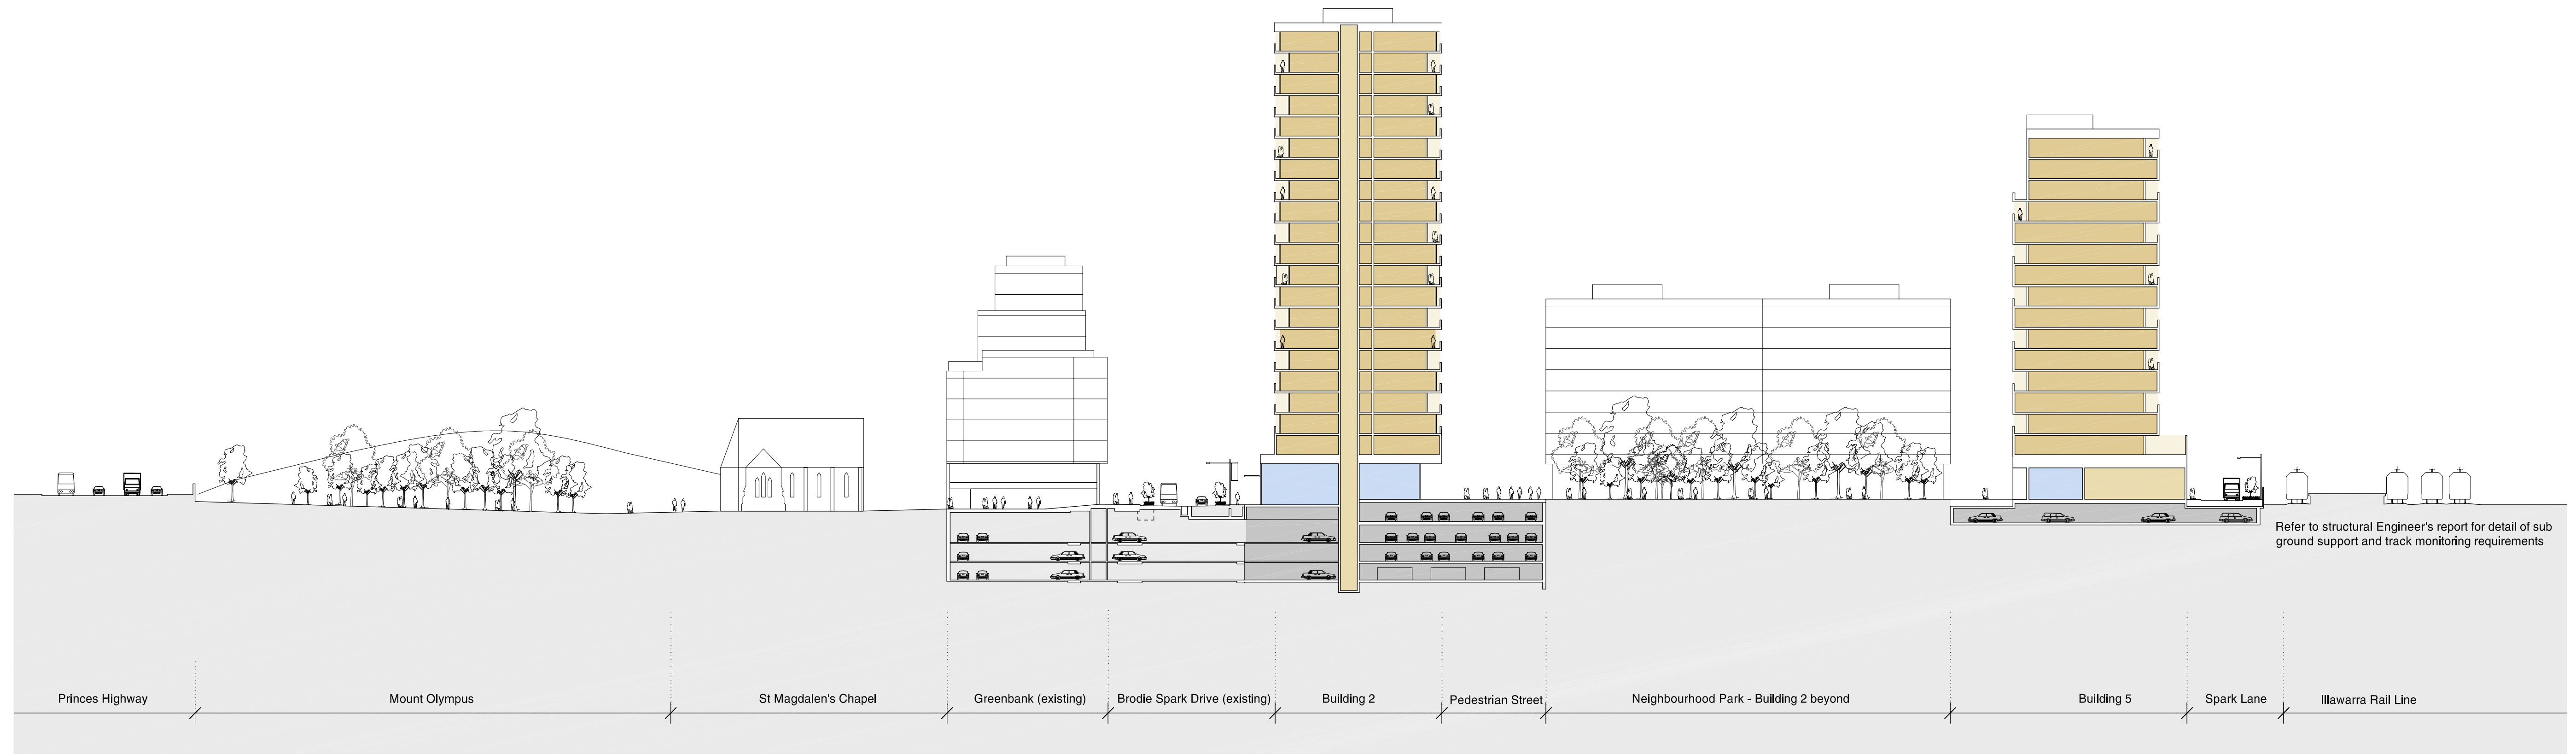 Refer to structural Engineer's report for detail of sub
ground support and track monitoring requirements
Princes Highway
Mount Olympus
St Magdalen's Chapel
Greenbank (existing)
Brodie Spark Drive (existing)
Building 2
Pedestrian Street
Neighbourhood Park - Building 2 beyond
Building 5
Spark Lane
Illawarra Rail Line